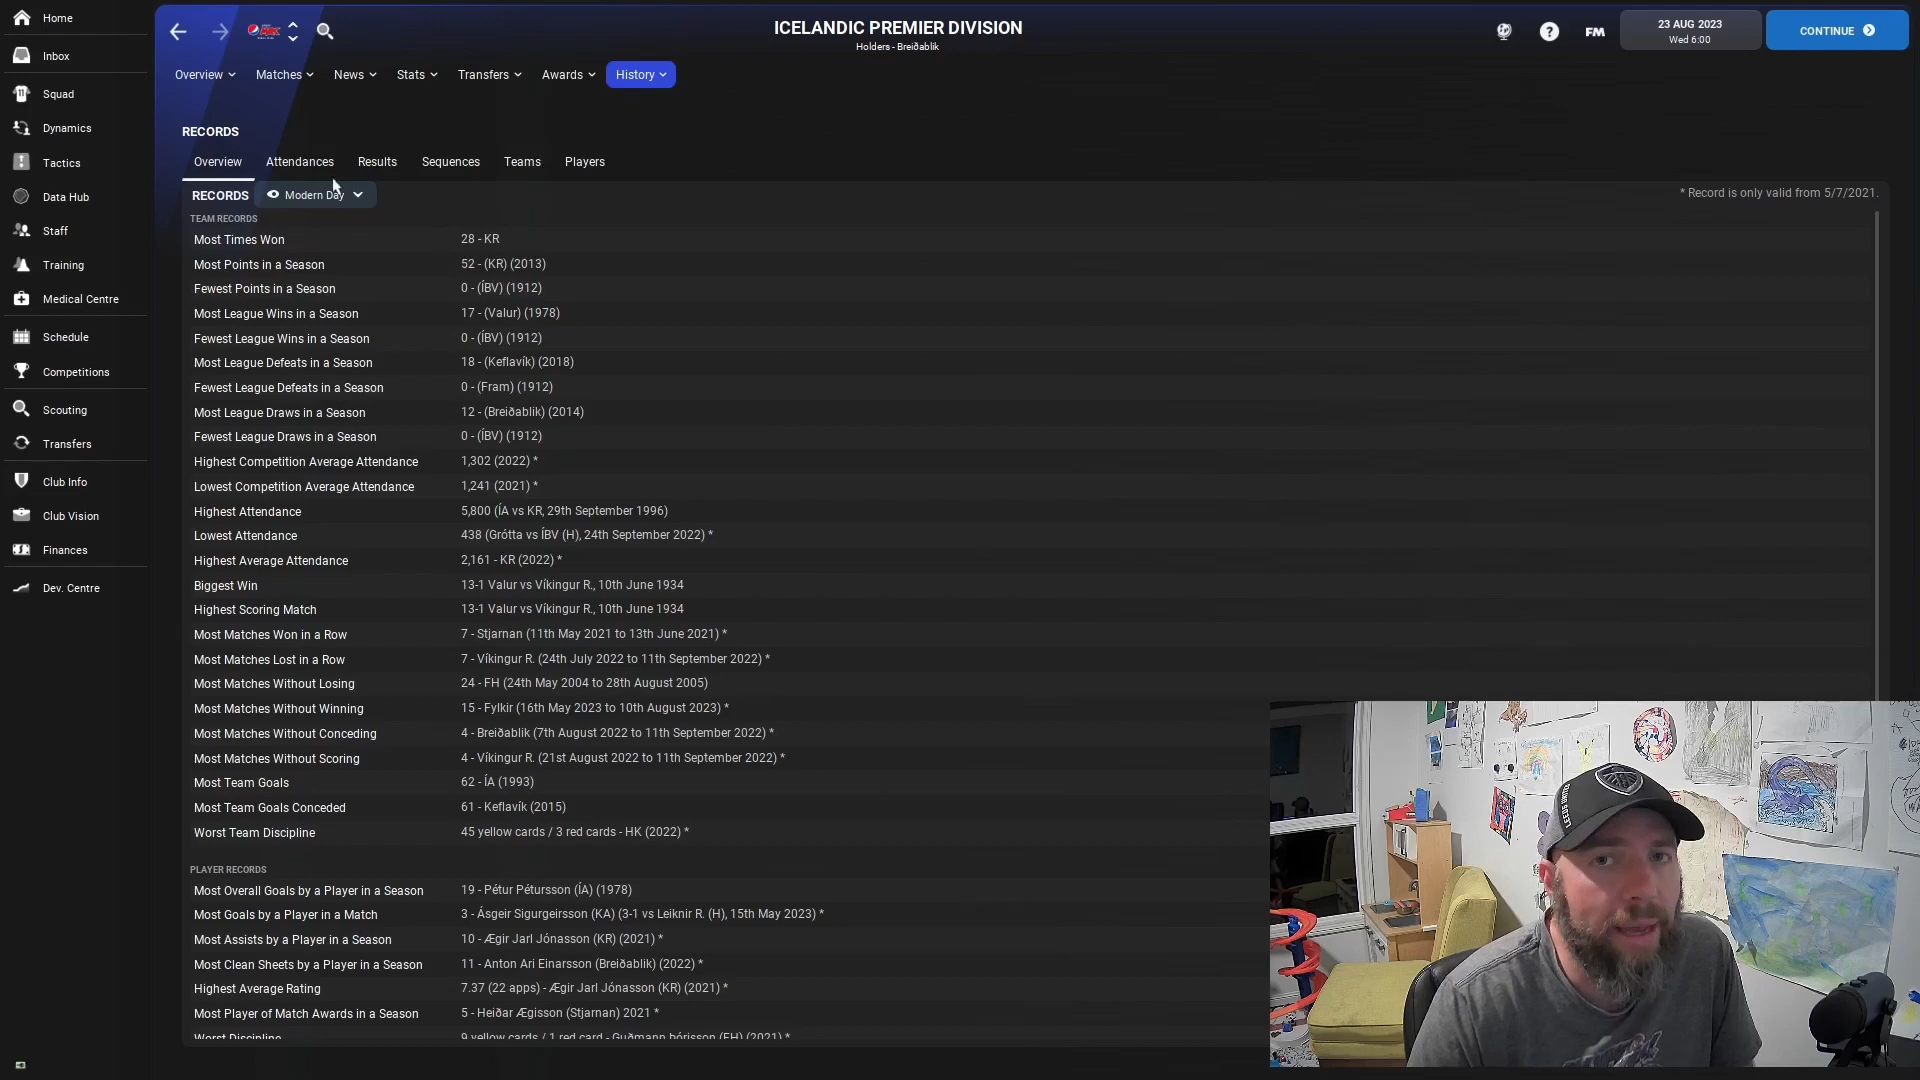 Home
Inbox
Squad
Dynamics
Tactics
Data Hub
Staff
Training
Medical Centre
Schedule
Competitions
Scouting
Transfers
Club Info
Club Vision
Finances
Dev. Centre
ICELANDIC PREMIER DIVISION
Holders - Breiðablik
FM
23 AUG 2023
Wed 6:00
CONTINUE
Overview Matches News Stats Transfers Awards History
RECORDS
Overview Attendances Results Sequences Teams Players
RECORDS Modern Day
* Record is only valid from 5/7/2021.
TEAM RECORDS
Most Times Won 28 - KR
Most Points in a Season 52 - (KR) (2013)
Fewest Points in a Season 0 - (ÍBV) (1912)
Most League Wins in a Season 17 - (Valur) (1978)
Fewest League Wins in a Season 0 - (ÍBV) (1912)
Most League Defeats in a Season 18 - (Keflavík) (2018)
Fewest League Defeats in a Season 0 - (Fram) (1912)
Most League Draws in a Season 12 - (Breiðablik) (2014)
Fewest League Draws in a Season 0 - (ÍBV) (1912)
Highest Competition Average Attendance 1,302 (2022) *
Lowest Competition Average Attendance 1,241 (2021) *
Highest Attendance 5,800 (ÍA vs KR, 29th September 1996)
Lowest Attendance 438 (Grótta vs ÍBV (H), 24th September 2022) *
Highest Average Attendance 2,161 - KR (2022) *
Biggest Win 13-1 Valur vs Víkingur R., 10th June 1934
Highest Scoring Match 13-1 Valur vs Víkingur R., 10th June 1934
Most Matches Won in a Row 7 - Stjarnan (11th May 2021 to 13th June 2021) *
Most Matches Lost in a Row 7 - Víkingur R. (24th July 2022 to 11th September 2022) *
Most Matches Without Losing 24 - FH (24th May 2004 to 28th August 2005)
Most Matches Without Winning 15 - Fylkir (16th May 2023 to 10th August 2023) *
Most Matches Without Conceding 4 - Breiðablik (7th August 2022 to 11th September 2022) *
Most Matches Without Scoring 4 - Víkingur R. (21st August 2022 to 11th September 2022) *
Most Team Goals 62 - ÍA (1993)
Most Team Goals Conceded 61 - Keflavík (2015)
Worst Team Discipline 45 yellow cards / 3 red cards - HK (2022) *
PLAYER RECORDS
Most Overall Goals by a Player in a Season 19 - Pétur Pétursson (ÍA) (1978)
Most Goals by a Player in a Match 3 - Ásgeir Sigurgeirsson (KA) (3-1 vs Leiknir R. (H), 15th May 2023) *
Most Assists by a Player in a Season 10 - Ægir Jarl Jónasson (KR) (2021) *
Most Clean Sheets by a Player in a Season 11 - Anton Ari Einarsson (Breiðablik) (2022) *
Highest Average Rating 7.37 (22 apps) - Ægir Jarl Jónasson (KR) (2021) *
Most Player of Match Awards in a Season 5 - Heiðar Ægisson (Stjarnan) 2021 *
Worst Discipline 9 yellow cards / 1 red card - Guðmann Þórisson (FH) (2021) *
LEEDS UNITED